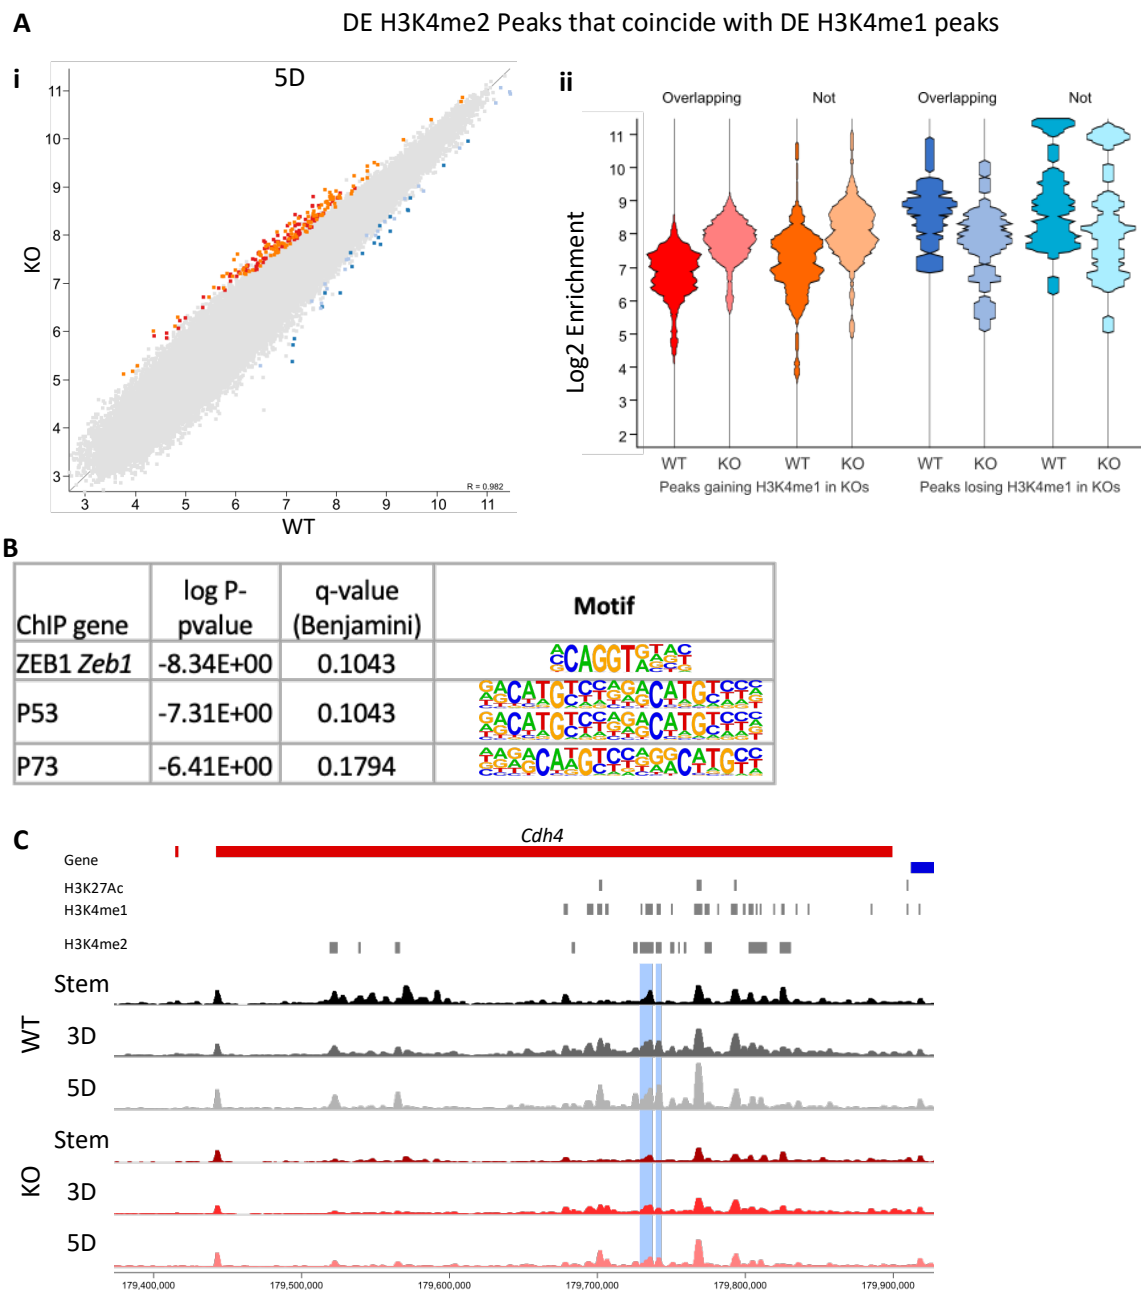 A
DE H3K4me2 Peaks that coincide with DE H3K4me1 peaks
i
5D
11
10
9
8
7
6
5
4
3
KO
3 4 5 6 7 8 9 10 11
R = 0.982
WT
ii
Overlapping Not Overlapping Not
11
10
9
8
7
6
5
4
3
2
Log2 Enrichment
WT KO WT KO WT KO WT KO
Peaks gaining H3K4me1 in KOs Peaks losing H3K4me1 in KOs
B
ChIP gene log P-pvalue q-value (Benjamini) Motif
ZEB1 Zeb1 -8.34E+00 0.1043
P53 -7.31E+00 0.1043
P73 -6.41E+00 0.1794
C
Cdh4
Gene
H3K27Ac
H3K4me1
H3K4me2
WT
Stem
3D
5D
KO
Stem
3D
5D
179,400,000 179,500,000 179,600,000 179,700,000 179,800,000 179,900,000